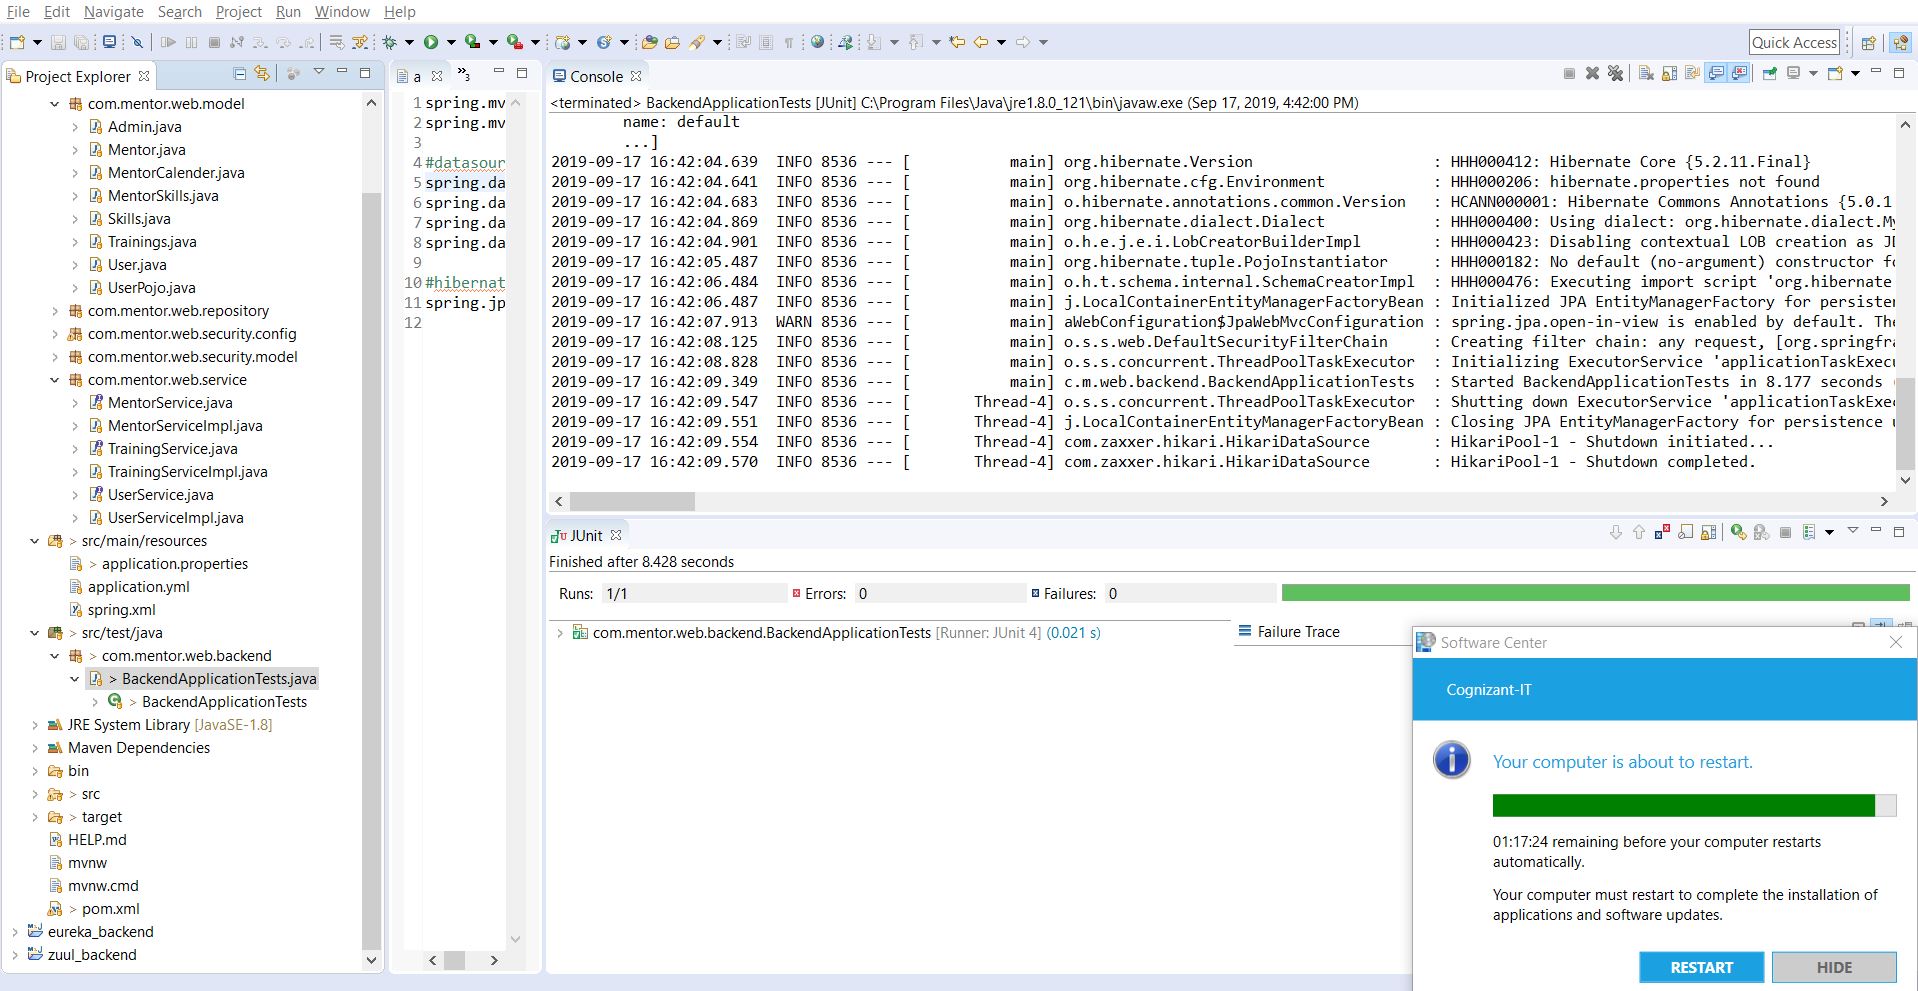 File Edit Navigate Search Project Run Window Help
Quick Access
Project Explorer
com.mentor.web.model
Admin.java
Mentor.java
MentorCalender.java
MentorSkills.java
Skills.java
Trainings.java
User.java
UserPojo.java
com.mentor.web.repository
com.mentor.web.security.config
com.mentor.web.security.model
com.mentor.web.service
MentorService.java
MentorServiceImpl.java
TrainingService.java
TrainingServiceImpl.java
UserService.java
UserServiceImpl.java
> src/main/resources
> application.properties
application.yml
spring.xml
> src/test/java
> com.mentor.web.backend
> BackendApplicationTests.java
> BackendApplicationTests
JRE System Library [JavaSE-1.8]
Maven Dependencies
bin
> src
> target
HELP.md
mvnw
mvnw.cmd
> pom.xml
eureka_backend
zuul_backend
a
»3
1 spring.mv
2 spring.mv
3
4 #datasour
5 spring.da
6 spring.da
7 spring.da
8 spring.da
9
10 #hibernat
11 spring.jp
12
Console
<terminated> BackendApplicationTests [JUnit] C:\Program Files\Java\jre1.8.0_121\bin\javaw.exe (Sep 17, 2019, 4:42:00 PM)
name: default
...]
2019-09-17 16:42:04.639 INFO 8536 --- [ main] org.hibernate.Version : HHH000412: Hibernate Core {5.2.11.Final}
2019-09-17 16:42:04.641 INFO 8536 --- [ main] org.hibernate.cfg.Environment : HHH000206: hibernate.properties not found
2019-09-17 16:42:04.683 INFO 8536 --- [ main] o.hibernate.annotations.common.Version : HCANN000001: Hibernate Commons Annotations {5.0.1
2019-09-17 16:42:04.869 INFO 8536 --- [ main] org.hibernate.dialect.Dialect : HHH000400: Using dialect: org.hibernate.dialect.My
2019-09-17 16:42:04.901 INFO 8536 --- [ main] o.h.e.j.e.i.LobCreatorBuilderImpl : HHH000423: Disabling contextual LOB creation as JD
2019-09-17 16:42:05.487 INFO 8536 --- [ main] org.hibernate.tuple.PojoInstantiator : HHH000182: No default (no-argument) constructor fo
2019-09-17 16:42:06.484 INFO 8536 --- [ main] o.h.t.schema.internal.SchemaCreatorImpl : HHH000476: Executing import script 'org.hibernate
2019-09-17 16:42:06.487 INFO 8536 --- [ main] j.LocalContainerEntityManagerFactoryBean : Initialized JPA EntityManagerFactory for persisten
2019-09-17 16:42:07.913 WARN 8536 --- [ main] aWebConfiguration$JpaWebMvcConfiguration : spring.jpa.open-in-view is enabled by default. The
2019-09-17 16:42:08.125 INFO 8536 --- [ main] o.s.s.web.DefaultSecurityFilterChain : Creating filter chain: any request, [org.springfra
2019-09-17 16:42:08.828 INFO 8536 --- [ main] o.s.s.concurrent.ThreadPoolTaskExecutor : Initializing ExecutorService 'applicationTaskExec
2019-09-17 16:42:09.349 INFO 8536 --- [ main] c.m.web.backend.BackendApplicationTests : Started BackendApplicationTests in 8.177 seconds (
2019-09-17 16:42:09.547 INFO 8536 --- [ Thread-4] o.s.s.concurrent.ThreadPoolTaskExecutor : Shutting down ExecutorService 'applicationTaskExec
2019-09-17 16:42:09.551 INFO 8536 --- [ Thread-4] j.LocalContainerEntityManagerFactoryBean : Closing JPA EntityManagerFactory for persistence u
2019-09-17 16:42:09.554 INFO 8536 --- [ Thread-4] com.zaxxer.hikari.HikariDataSource : HikariPool-1 - Shutdown initiated...
2019-09-17 16:42:09.570 INFO 8536 --- [ Thread-4] com.zaxxer.hikari.HikariDataSource : HikariPool-1 - Shutdown completed.
JUnit
Finished after 8.428 seconds
Runs: 1/1 Errors: 0 Failures: 0
com.mentor.web.backend.BackendApplicationTests [Runner: JUnit 4] (0.021 s)
Failure Trace
Software Center
Cognizant-IT
Your computer is about to restart.
01:17:24 remaining before your computer restarts
automatically.
Your computer must restart to complete the installation of
applications and software updates.
RESTART HIDE